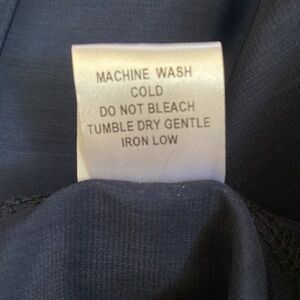 MACHINE WASH
COLD
DO NOT BLEACH
TUMBLE DRY GENTLE
IRON LOW